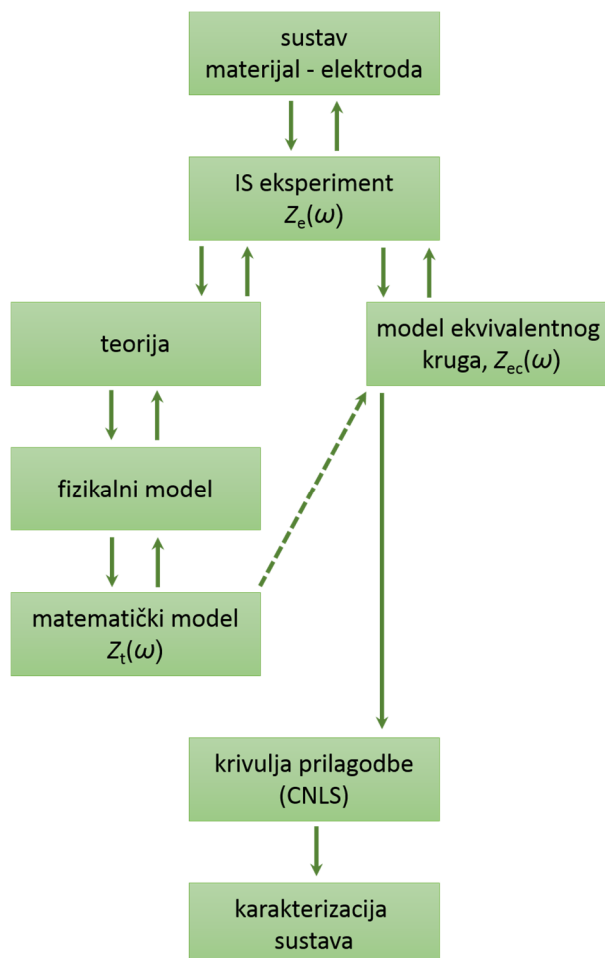 sustav
materijal - elektroda
IS eksperiment
Zₑ(ω)
teorija
model ekvivalentnog
kruga, Z_ec(ω)
fizikalni model
matematički model
Zₜ(ω)
krivulja prilagodbe
(CNLS)
karakterizacija
sustava